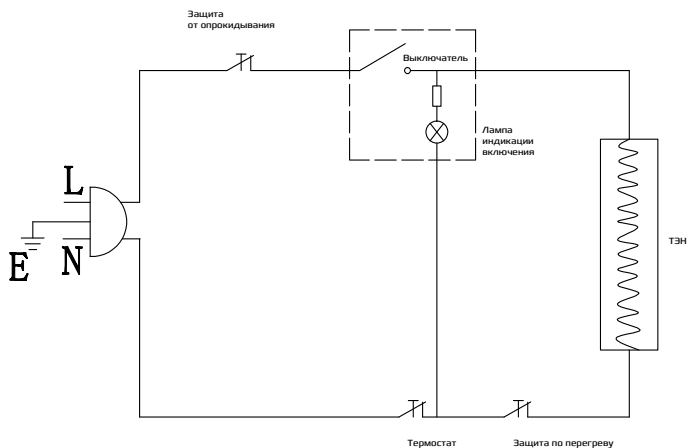 Защита
от опрокидывания
Выключатель
Лампа
индикации
включения
L
E
N
ТЭН
Термостат
Защита по перегреву